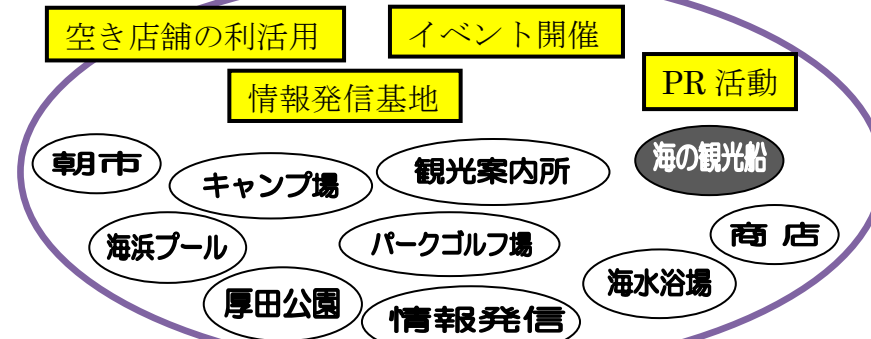 空き店舗の利活用
イベント開催
情報発信基地
PR 活動
朝市
キャンプ場
観光案内所
海の観光船
海浜プール
パークゴルフ場
商 店
厚田公園
情報発信
海水浴場